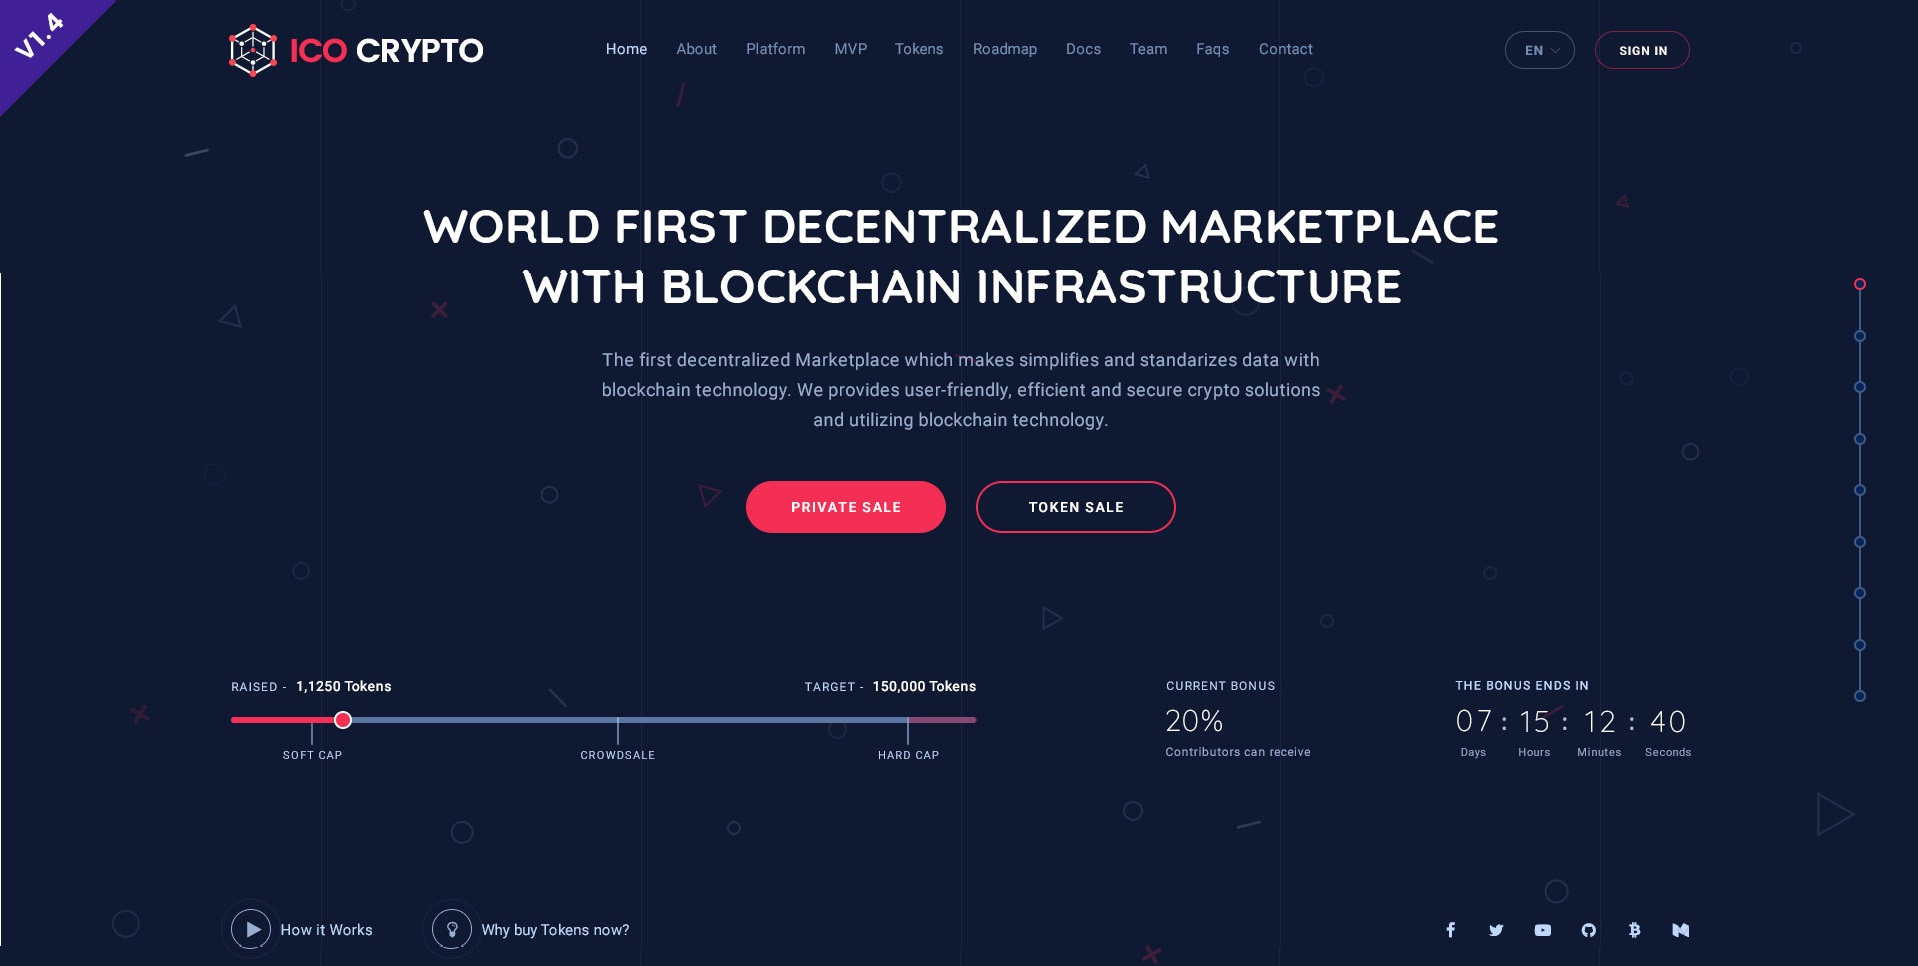 V1.4
ICO CRYPTO
Home About Platform MVP Tokens Roadmap Docs Team Faqs Contact
EN
SIGN IN
WORLD FIRST DECENTRALIZED MARKETPLACE
WITH BLOCKCHAIN INFRASTRUCTURE
The first decentralized Marketplace which makes simplifies and standarizes data with
blockchain technology. We provides user-friendly, efficient and secure crypto solutions
and utilizing blockchain technology.
PRIVATE SALE
TOKEN SALE
RAISED - 1,1250 Tokens
TARGET - 150,000 Tokens
SOFT CAP
CROWDSALE
HARD CAP
CURRENT BONUS
20%
Contributors can receive
THE BONUS ENDS IN
07 : 15 : 12 : 40
Days Hours Minutes Seconds
How it Works
Why buy Tokens now?